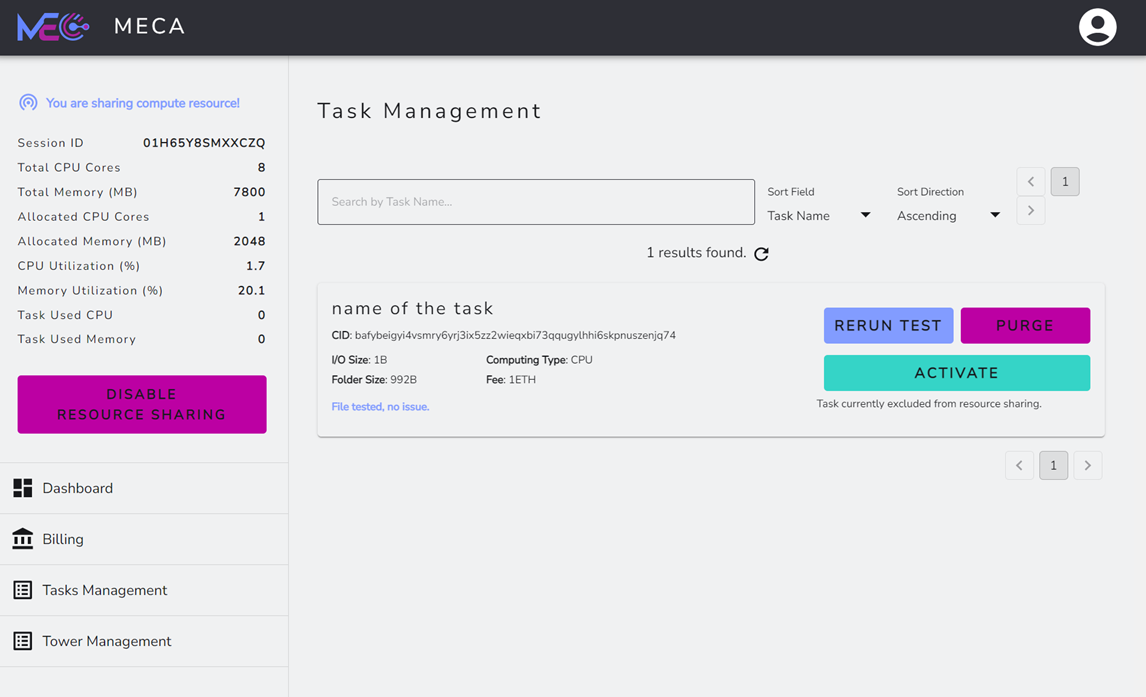 MEC
MECA
You are sharing compute resource!
Session ID 01H65Y8SMXXCZQ
Total CPU Cores 8
Total Memory (MB) 7800
Allocated CPU Cores 1
Allocated Memory (MB) 2048
CPU Utilization (%) 1.7
Memory Utilization (%) 20.1
Task Used CPU 0
Task Used Memory 0
DISABLE
RESOURCE SHARING
Dashboard
Billing
Tasks Management
Tower Management
Task Management
Search by Task Name...
Sort Field
Task Name
Sort Direction
Ascending
1
1 results found.
name of the task
CID: bafybeigyi4vsmry6yrj3ix5zz2wieqxbi73qqugylhhi6skpnuszenjq74
I/O Size: 1B Computing Type: CPU
Folder Size: 992B Fee: 1ETH
File tested, no issue.
RERUN TEST PURGE
ACTIVATE
Task currently excluded from resource sharing.
1